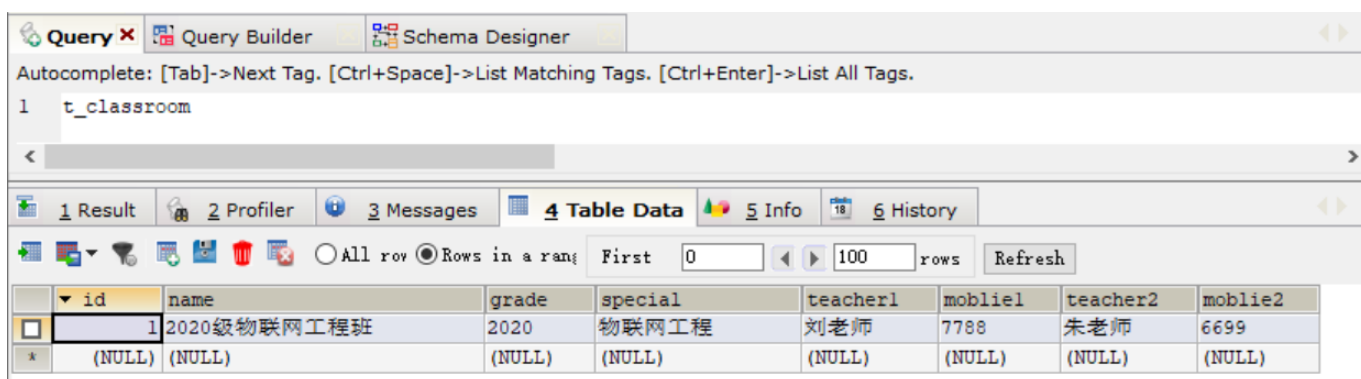 Query Query Builder Schema Designer
Autocomplete: [Tab]->Next Tag. [Ctrl+Space]->List Matching Tags. [Ctrl+Enter]->List All Tags.
1 t_classroom
1 Result 2 Profiler 3 Messages 4 Table Data 5 Info 18 6 History
All row Rows in a rang First 0 100 rows Refresh
id name grade special teacher1 moblie1 teacher2 moblie2
1 2020级物联网工程班 2020 物联网工程 刘老师 7788 朱老师 6699
* (NULL) (NULL) (NULL) (NULL) (NULL) (NULL) (NULL) (NULL)